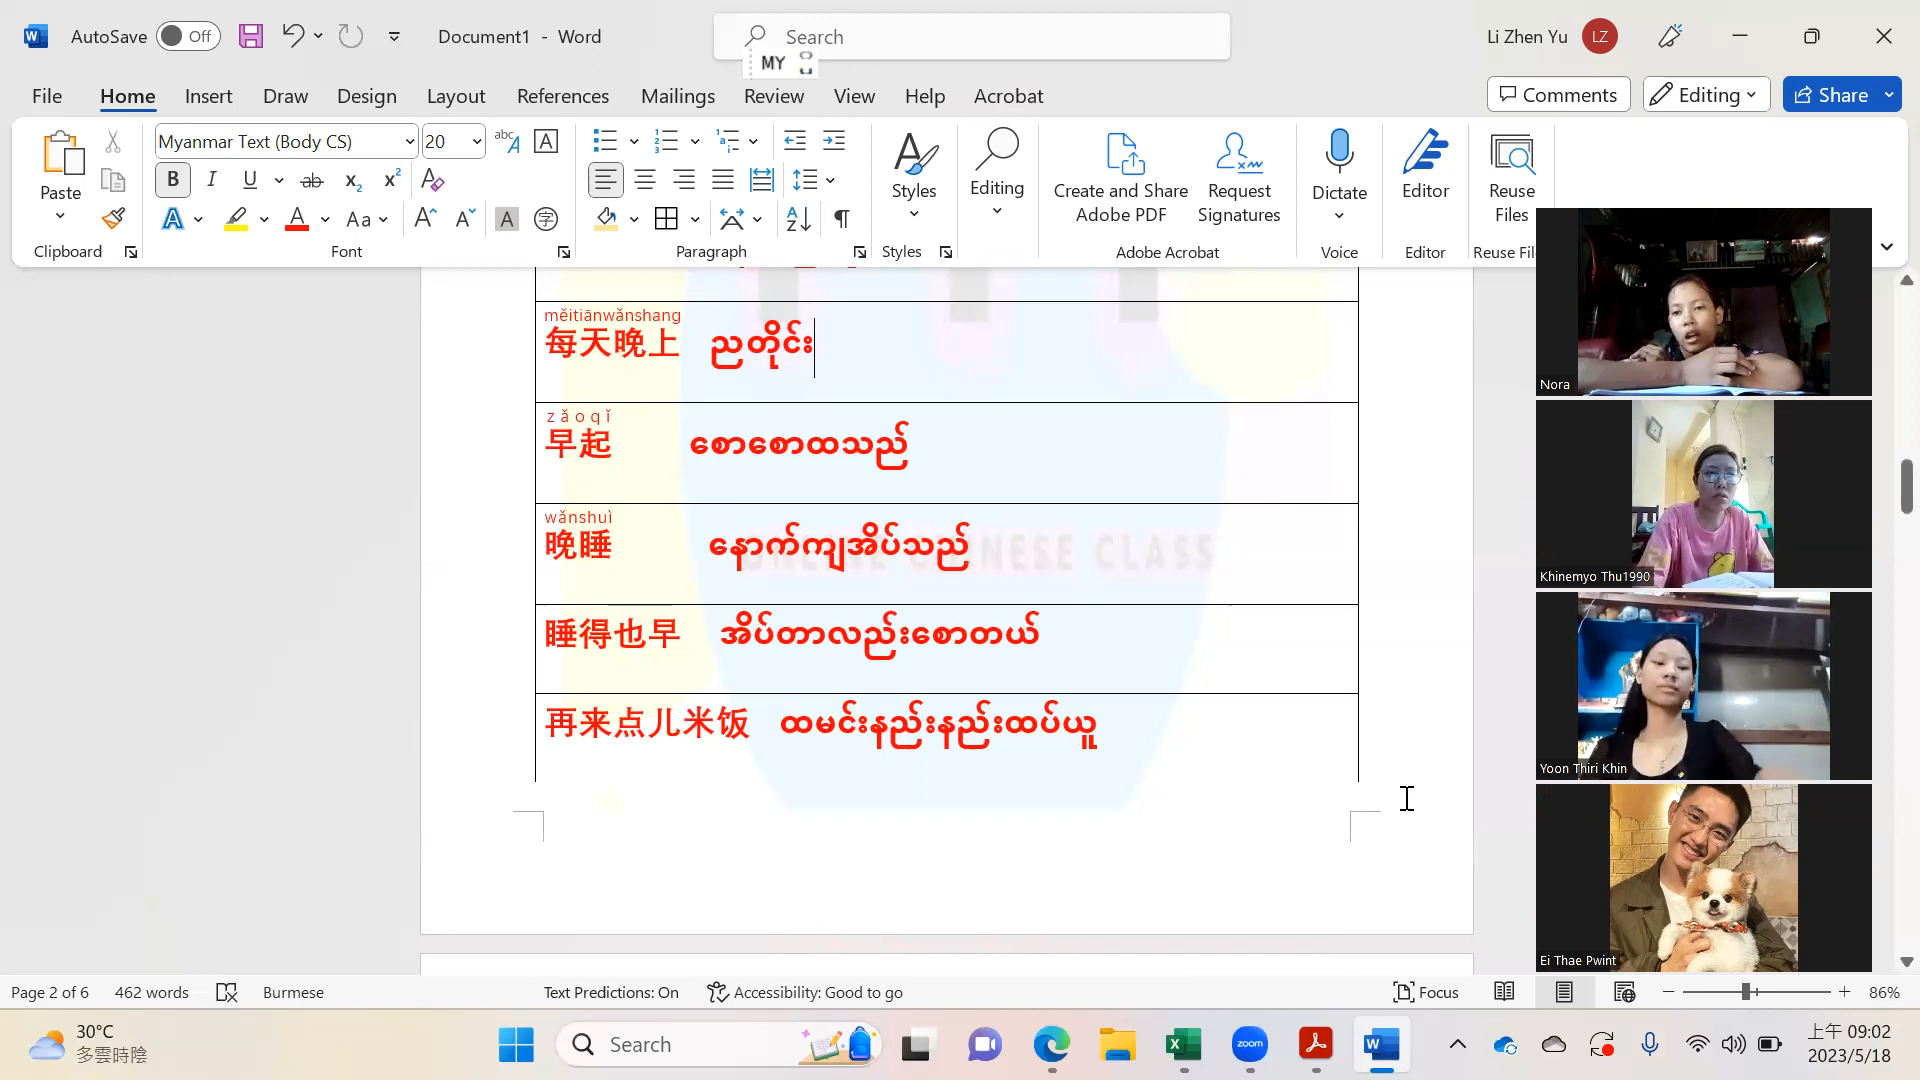 AutoSave Off Document1 - Word Search Li Zhen Yu LZ
MY
File Home Insert Draw Design Layout References Mailings Review View Help Acrobat Comments Editing Share
Paste
Myanmar Text (Body CS) 20
Styles
Editing
Create and Share
Adobe PDF
Request
Signatures
Dictate
Editor
Reuse
Files
Clipboard Font Paragraph Styles Adobe Acrobat Voice Editor Reuse Fi
měitiānwǎnshang
每天晚上 ညတိုင်း
zǎoqǐ
早起 စောစောထသည်
wǎnshuì
晚睡 နောက်ကျအိပ်သည်
ONLINE CHINESE CLASS
睡得也早 အိပ်တာလည်းစောတယ်
再来点儿米饭 ထမင်းနည်းနည်းထပ်ယူ
Nora
Khinemyo Thu1990
Yoon Thiri Khin
Ei Thae Pwint
Page 2 of 6 462 words Burmese Text Predictions: On Accessibility: Good to go Focus 86%
30°C
多雲時陰
Search
zoom
上午 09:02
2023/5/18